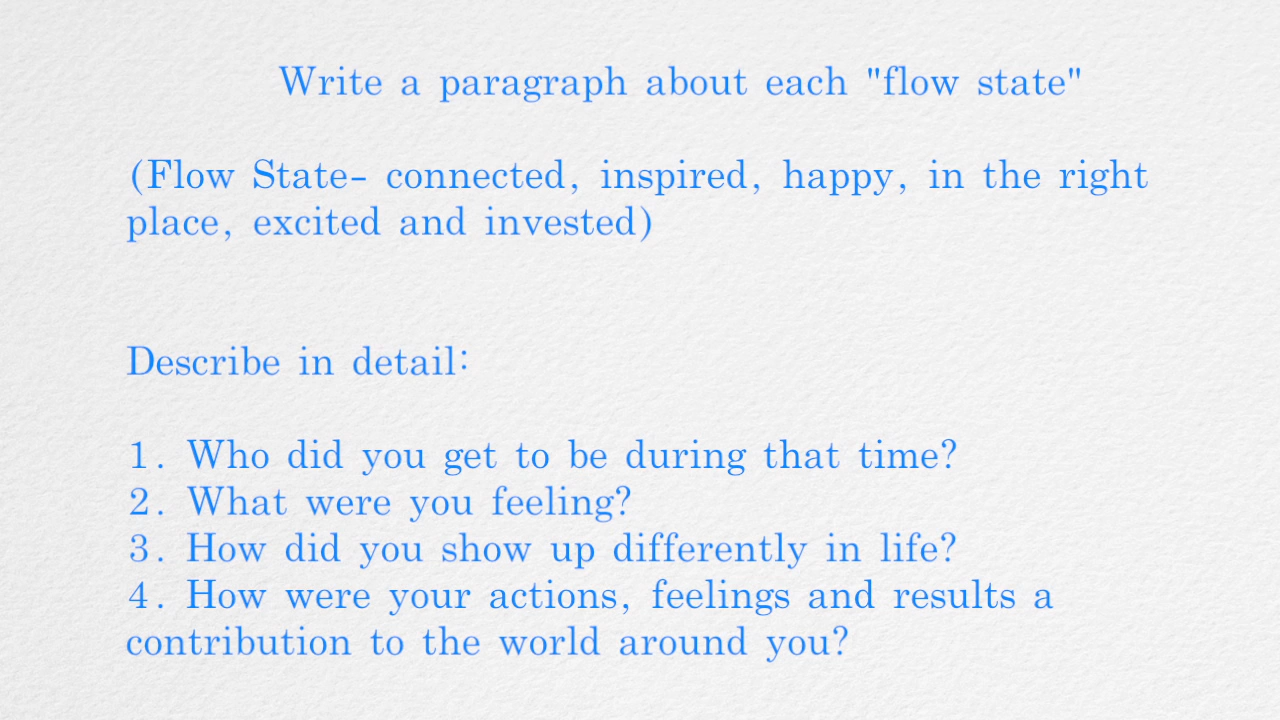 Write a paragraph about each "flow state"
(Flow State- connected, inspired, happy, in the right
place, excited and invested)
Describe in detail:
1. Who did you get to be during that time?
2. What were you feeling?
3. How did you show up differently in life?
4. How were your actions, feelings and results a
contribution to the world around you?